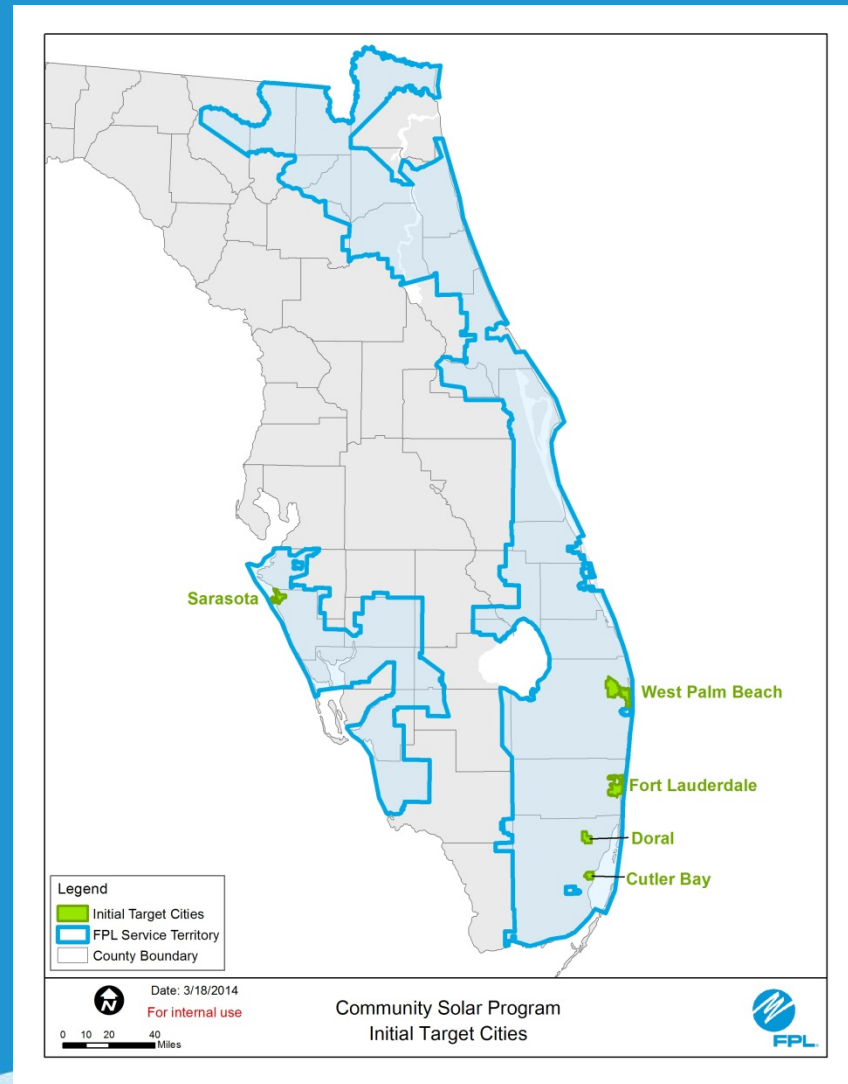 Sarasota
West Palm Beach
Fort Lauderdale
Doral
Cutler Bay
Legend
Initial Target Cities
FPL Service Territory
County Boundary
N
Date: 3/18/2014
For internal use
0 10 20 40
Miles
Community Solar Program
Initial Target Cities
FPL.